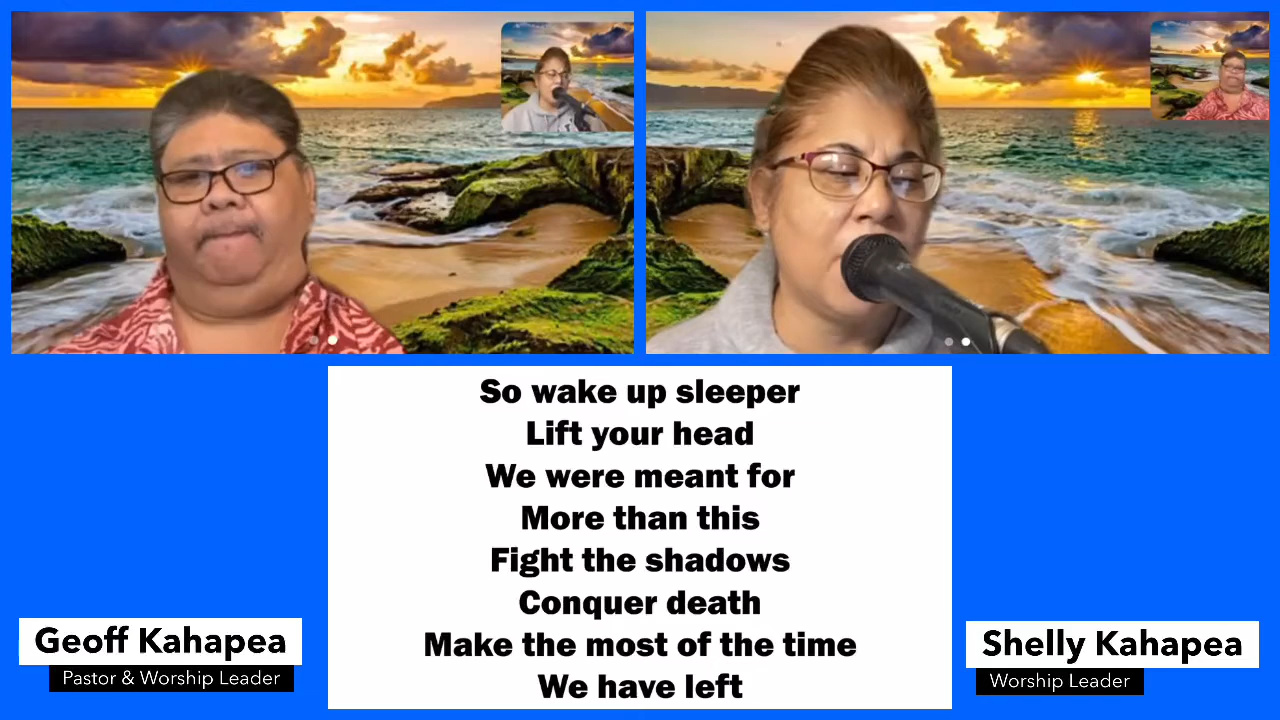 So wake up sleeper
Lift your head
We were meant for
More than this
Fight the shadows
Conquer death
Make the most of the time
We have left
Geoff Kahapea
Pastor & Worship Leader
Shelly Kahapea
Worship Leader